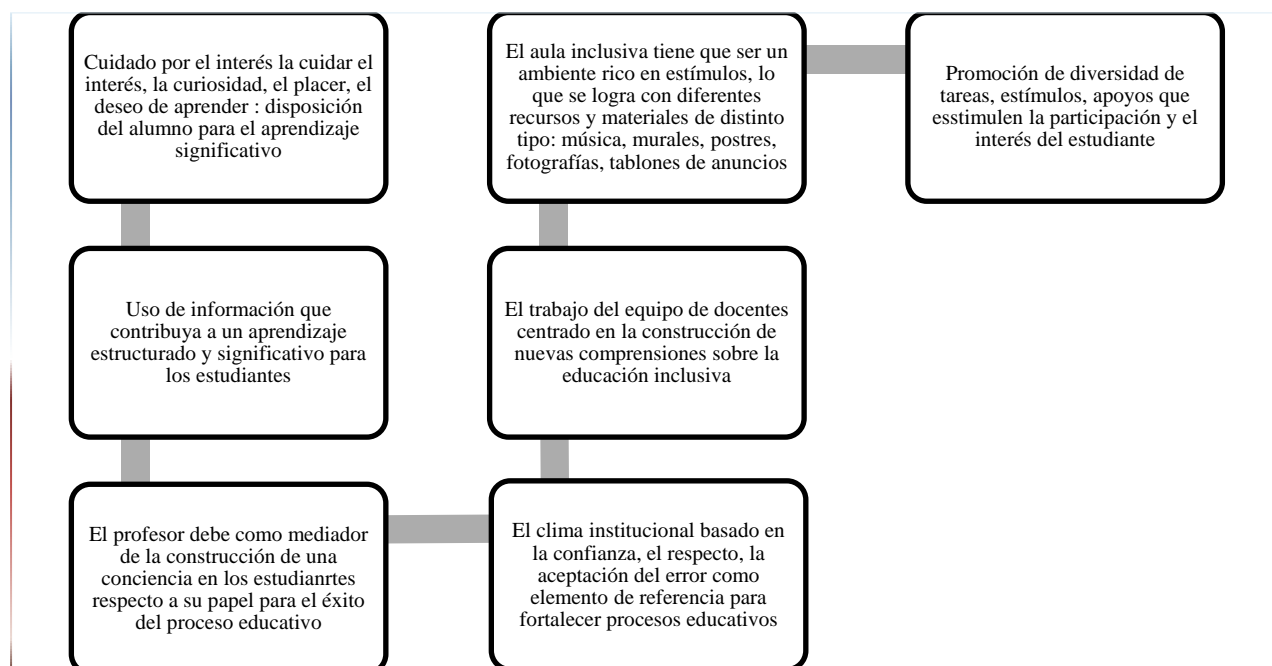 Cuidado por el interés la cuidar el
interés, la curiosidad, el placer, el
deseo de aprender : disposición
del alumno para el aprendizaje
significativo
Uso de información que
contribuya a un aprendizaje
estructurado y significativo para
los estudiantes
El profesor debe como mediador
de la construcción de una
conciencia en los estudianrtes
respecto a su papel para el éxito
del proceso educativo
El clima institucional basado en
la confianza, el respecto, la
aceptación del error como
elemento de referencia para
fortalecer procesos educativos
El trabajo del equipo de docentes
centrado en la construcción de
nuevas comprensiones sobre la
educación inclusiva
El aula inclusiva tiene que ser un
ambiente rico en estímulos, lo
que se logra con diferentes
recursos y materiales de distinto
tipo: música, murales, postres,
fotografías, tablones de anuncios
Promoción de diversidad de
tareas, estímulos, apoyos que
esstimulen la participación y el
interés del estudiante